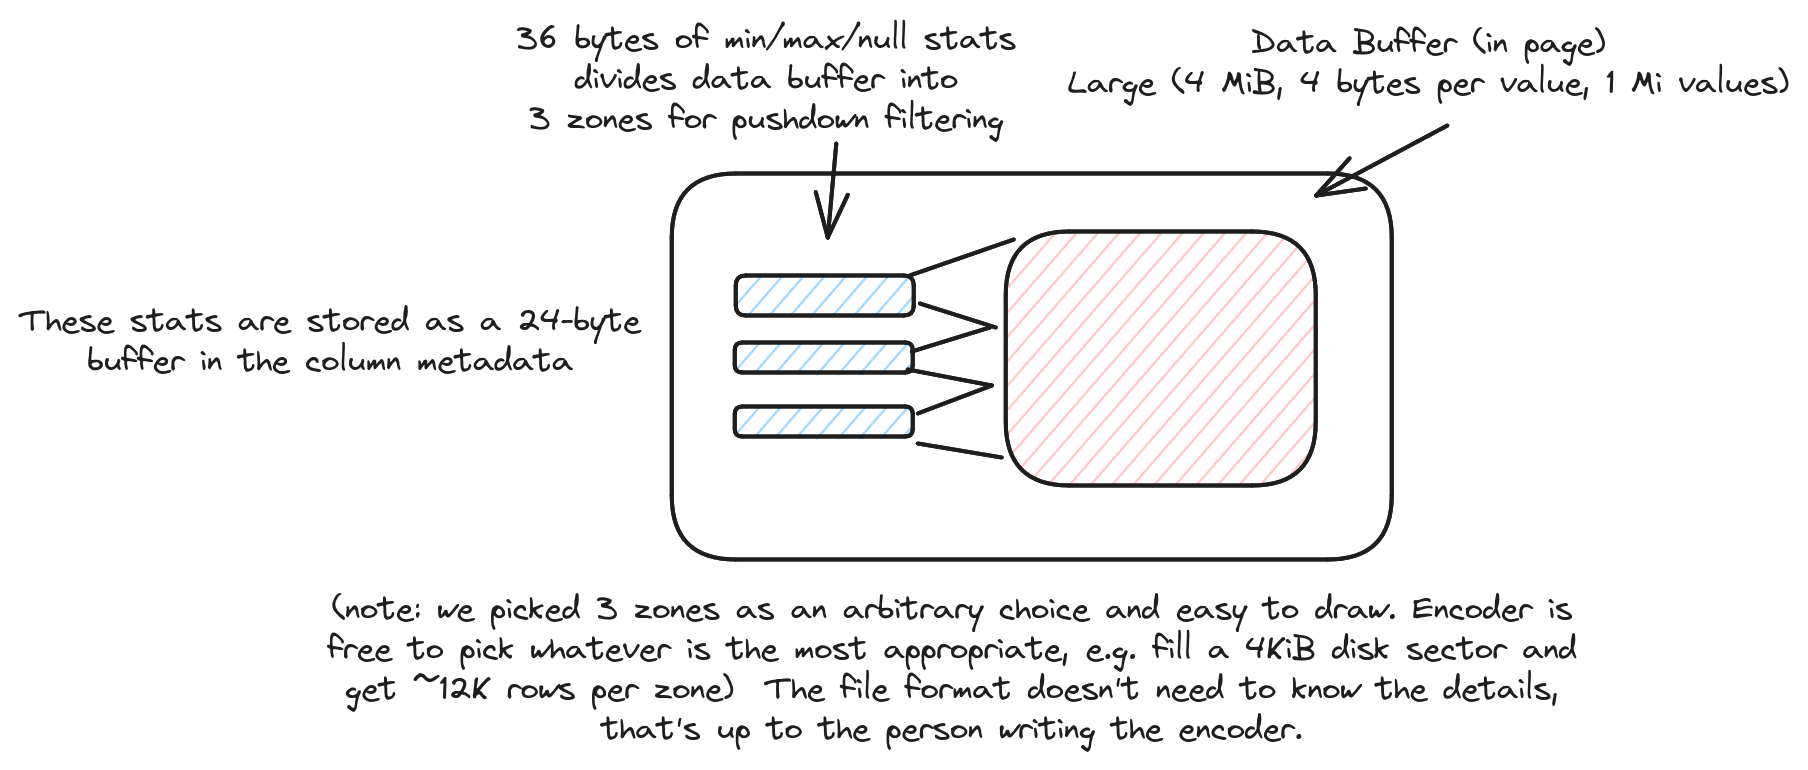 36 bytes of min/max/null stats
divides data buffer into
3 zones for pushdown filtering
Data Buffer (in page)
Large (4 MiB, 4 bytes per value, 1 Mi values)
These stats are stored as a 24-byte
buffer in the column metadata
(note: we picked 3 zones as an arbitrary choice and easy to draw. Encoder is
free to pick whatever is the most appropriate, e.g. fill a 4KiB disk sector and
get ~12K rows per zone)  The file format doesn't need to know the details,
that's up to the person writing the encoder.